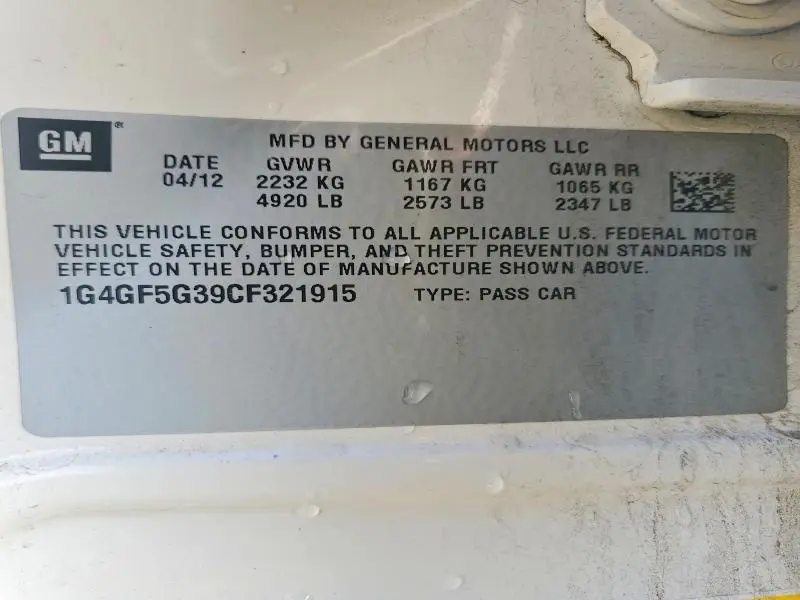 GM®
MFD BY GENERAL MOTORS LLC
DATE GVWR GAWR FRT GAWR RR
04/12 2232 KG 1167 KG 1065 KG
4920 LB 2573 LB 2347 LB
THIS VEHICLE CONFORMS TO ALL APPLICABLE U.S. FEDERAL MOTOR
VEHICLE SAFETY, BUMPER, AND THEFT PREVENTION STANDARDS IN
EFFECT ON THE DATE OF MANUFACTURE SHOWN ABOVE.
1G4GF5G39CF321915 TYPE: PASS CAR